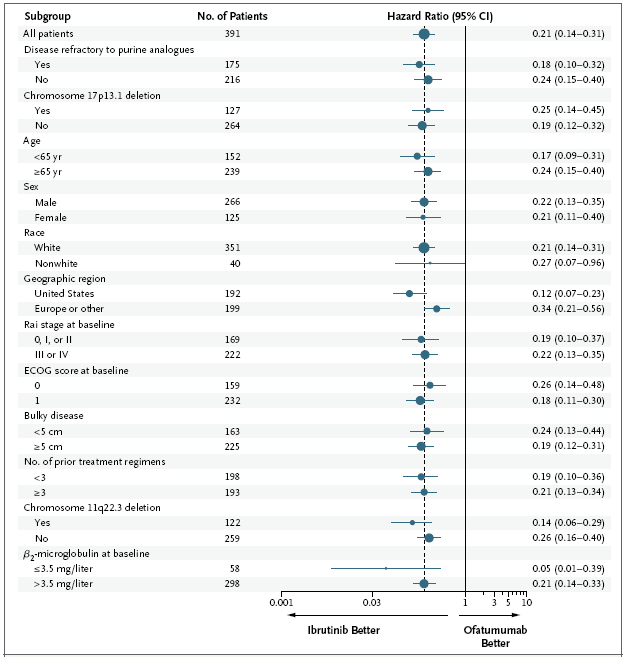 Subgroup No. of Patients Hazard Ratio (95% CI)
All patients 391 0.21 (0.14–0.31)
Disease refractory to purine analogues
Yes 175 0.18 (0.10–0.32)
No 216 0.24 (0.15–0.40)
Chromosome 17p13.1 deletion
Yes 127 0.25 (0.14–0.45)
No 264 0.19 (0.12–0.32)
Age
<65 yr 152 0.17 (0.09–0.31)
≥65 yr 239 0.24 (0.15–0.40)
Sex
Male 266 0.22 (0.13–0.35)
Female 125 0.21 (0.11–0.40)
Race
White 351 0.21 (0.14–0.31)
Nonwhite 40 0.27 (0.07–0.96)
Geographic region
United States 192 0.12 (0.07–0.23)
Europe or other 199 0.34 (0.21–0.56)
Rai stage at baseline
0, I, or II 169 0.19 (0.10–0.37)
III or IV 222 0.22 (0.13–0.35)
ECOG score at baseline
0 159 0.26 (0.14–0.48)
1 232 0.18 (0.11–0.30)
Bulky disease
<5 cm 163 0.24 (0.13–0.44)
≥5 cm 225 0.19 (0.12–0.31)
No. of prior treatment regimens
<3 198 0.19 (0.10–0.36)
≥3 193 0.21 (0.13–0.34)
Chromosome 11q22.3 deletion
Yes 122 0.14 (0.06–0.29)
No 259 0.26 (0.16–0.40)
β2-microglobulin at baseline
≤3.5 mg/liter 58 0.05 (0.01–0.39)
>3.5 mg/liter 298 0.21 (0.14–0.33)
0.001 0.03 1 3 5 10
Ibrutinib Better Ofatumumab
Better